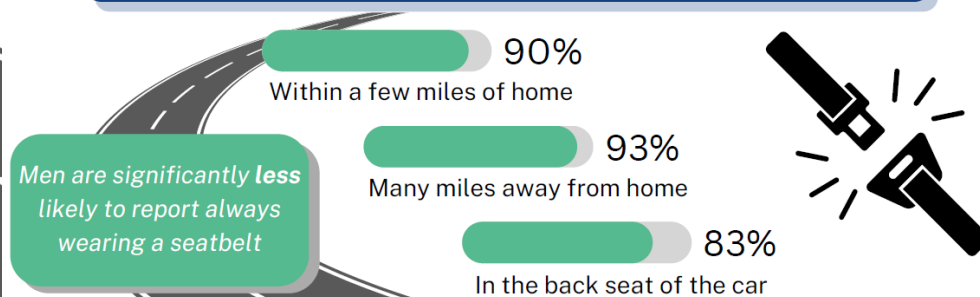 90%
Within a few miles of home
93%
Many miles away from home
Men are significantly less
likely to report always
wearing a seatbelt
83%
In the back seat of the car